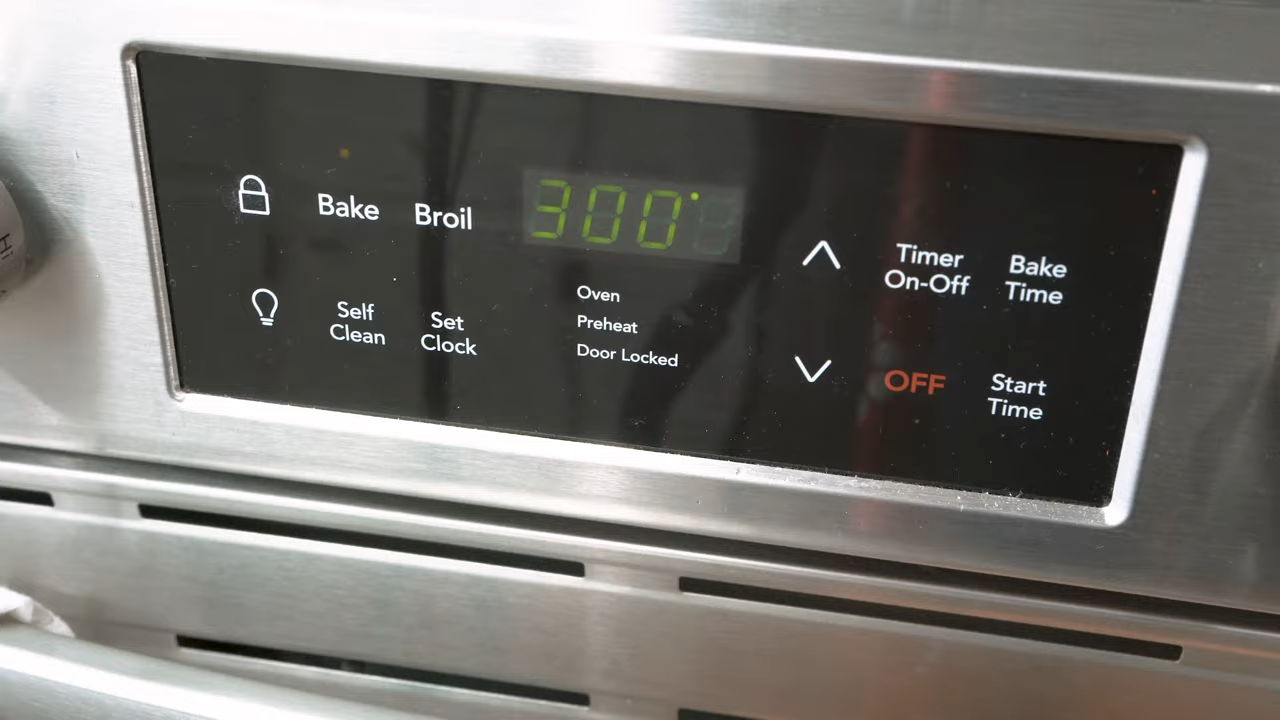 Hi
Bake
Broil
300°
Timer
On-Off
Bake
Time
Self
Clean
Set
Clock
Oven
Preheat
Door Locked
OFF
Start
Time